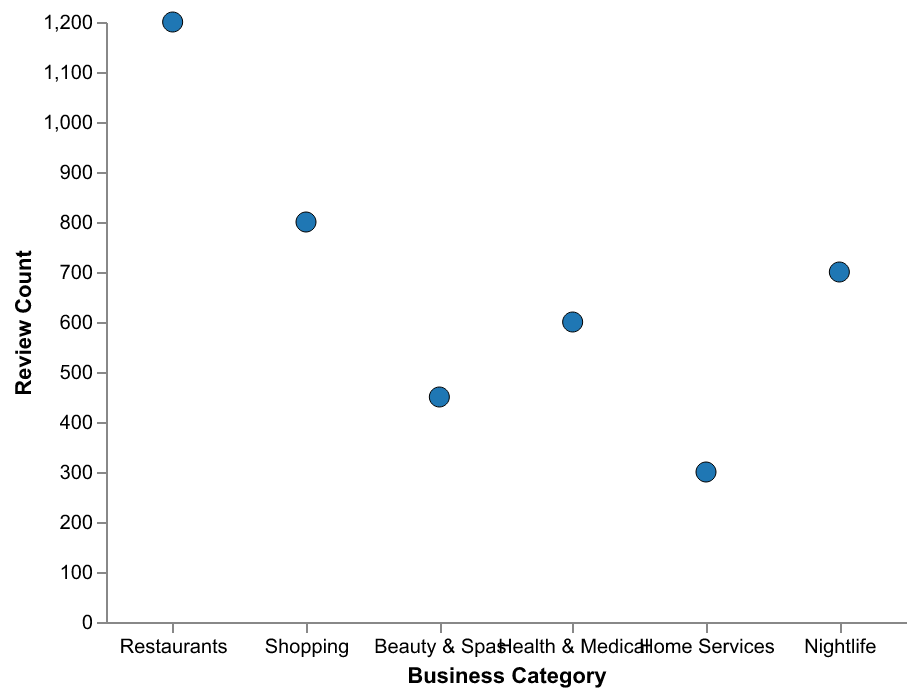 1,200
1,100
1,000
900
800
700
600
500
400
300
200
100
0
Review Count
Restaurants
Shopping
Beauty & Spas
Health & Medical
Home Services
Nightlife
Business Category